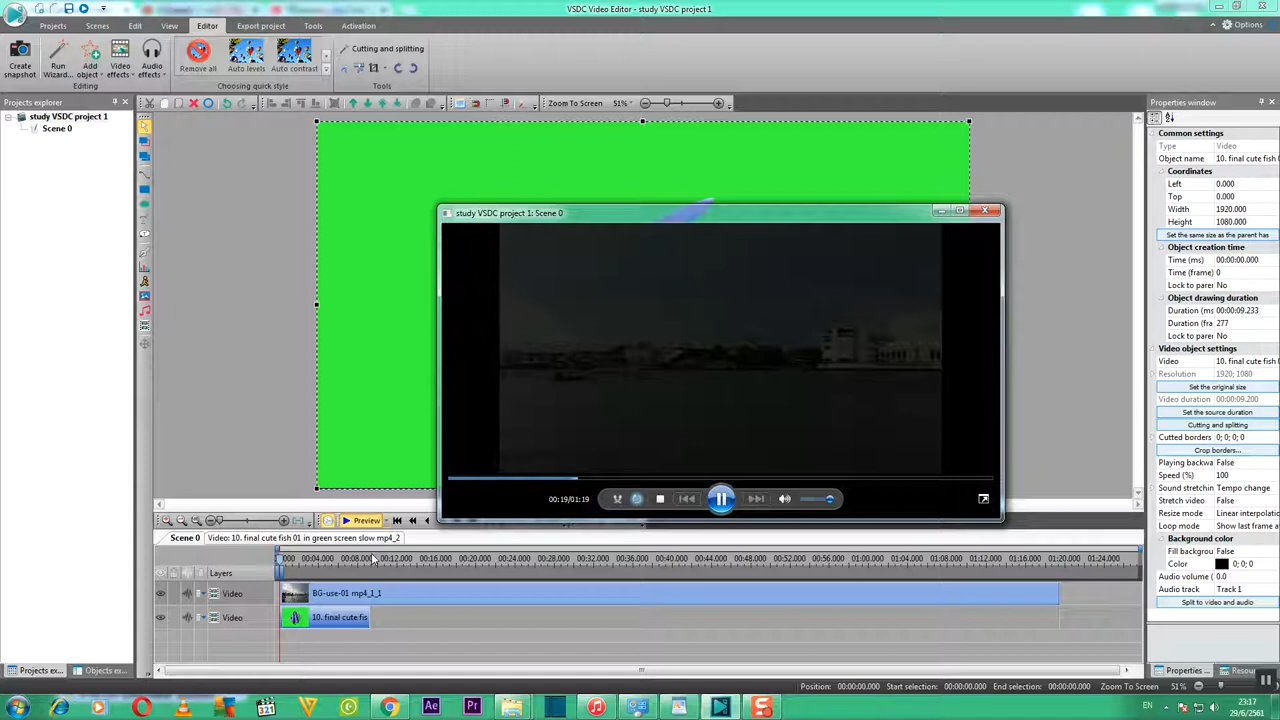 VSDC Video Editor - study VSDC project 1
Projects Scenes Edit View Editor Export project Tools Activation
Options
Create snapshot
Run Wizard...
Add object
Video effects
Audio effects
Remove all
Auto levels
Auto contrast
Cutting and splitting
Editing
Choosing quick style
Tools
Projects explorer
Zoom To Screen 51%
Properties window
study VSDC project 1
Scene 0
Common settings
Type Video
Object name 10. final cute fish
Coordinates
Left 0.000
Top 0.000
Width 1920.000
Height 1080.000
Set the same size as the parent has
Object creation time
Time (ms) 00:00:00.000
Time (frame) 0
Lock to parer No
Object drawing duration
Duration (ms 00:00:09.233
Duration (fra 277
Lock to parer No
Video object settings
Video 10. final cute fish
Resolution 1920; 1080
Set the original size
Video duration 00:00:09.200
Set the source duration
Cutting and splitting
Cutted borders 0; 0; 0; 0
Crop borders...
Playing backwa False
Speed (%) 100
Sound stretchin Tempo change
Stretch video False
Resize mode Linear interpolati
Loop mode Show last frame
Background color
Fill backgrou False
Color 0; 0; 0
Audio volume ( 0.0
Audio track Track 1
Split to video and audio
study VSDC project 1: Scene 0
00:19/01:19
Preview
Scene 0 Video: 10. final cute fish 01 in green screen slow mp4_2
000 00:04.000 00:08.000 00:12.000 00:16.000 00:20.000 00:24.000 00:28.000 00:32.000 00:36.000 00:40.000 00:44.000 00:48.000 00:52.000 00:56.000 01:00.000 01:04.000 01:08.000 01:12.000 01:16.000 01:20.000 01:24.000
Layers
Video BG-use-01 mp4_1_1
Video 10. final cute fis
Projects ex... Objects ex...
Properties ... Resou
Position: 00:00:00.000 Start selection: 00:00:00.000 End selection: 00:00:00.000 Zoom To Screen 51%
321
Ae
Pr
EN
23:17
29/6/2561